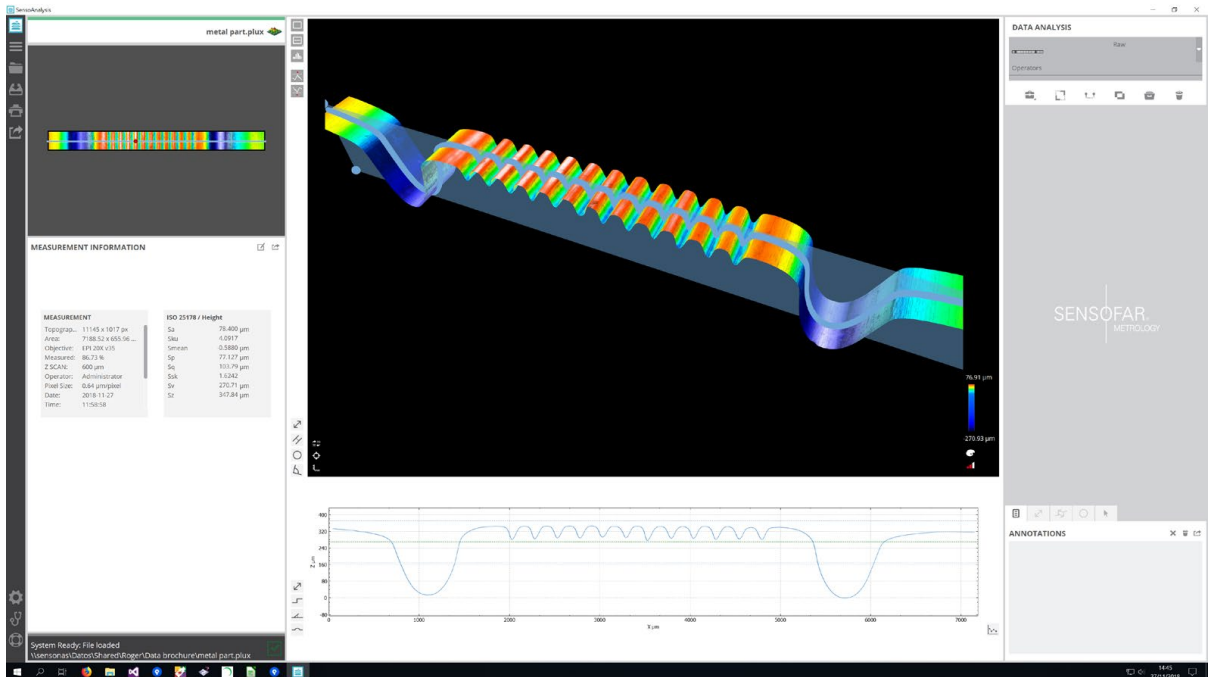 SensoAnalysis
metal part.plux
MEASUREMENT INFORMATION
MEASUREMENT
Topograp... 11145 x 1017 px
Area: 7188.52 x 655.96 ...
Objective: EPI 20X v35
Measured: 86.73 %
Z SCAN: 600 µm
Operator: Administrator
Pixel Size: 0.64 µm/pixel
Date: 2018-11-27
Time: 11:58:58
ISO 25178 / Height
Sa 78.400 µm
Sku 4.0917
Smean 0.5880 µm
Sp 77.127 µm
Sq 103.79 µm
Ssk 1.6242
Sv 270.71 µm
Sz 347.84 µm
System Ready: File loaded
\\sensonas\Datos\Shared\Roger\Data brochure\metal part.plux
76.91 µm
-270.93 µm
400
320
240
160
80
0
-80
Z µm
0 1000 2000 3000 4000 5000 6000 7000
X µm
DATA ANALYSIS
Raw
Operators
SENSOFAR
METROLOGY
ANNOTATIONS
14:45
27/11/2018